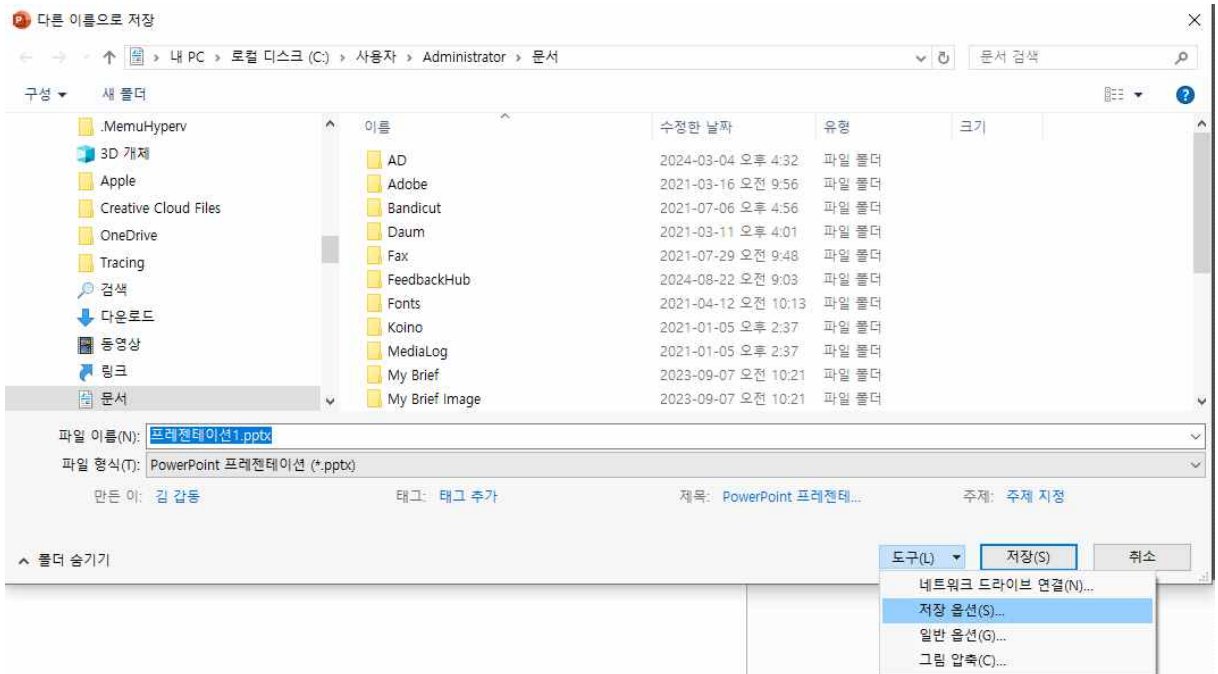 다른 이름으로 저장
내 PC > 로컬 디스크 (C:) > 사용자 > Administrator > 문서
문서 검색
구성
새 폴더
.MemuHyperv
3D 개체
Apple
Creative Cloud Files
OneDrive
Tracing
검색
다운로드
동영상
링크
문서
이름 수정한 날짜 유형 크기
AD 2024-03-04 오후 4:32 파일 폴더
Adobe 2021-03-16 오전 9:56 파일 폴더
Bandicut 2021-07-06 오후 4:56 파일 폴더
Daum 2021-03-11 오후 4:01 파일 폴더
Fax 2021-07-29 오전 9:48 파일 폴더
FeedbackHub 2024-08-22 오전 9:03 파일 폴더
Fonts 2021-04-12 오전 10:13 파일 폴더
Koino 2021-01-05 오후 2:37 파일 폴더
MediaLog 2021-01-05 오후 2:37 파일 폴더
My Brief 2023-09-07 오전 10:21 파일 폴더
My Brief Image 2023-09-07 오전 10:21 파일 폴더
파일 이름(N): 프레젠테이션1.pptx
파일 형식(T): PowerPoint 프레젠테이션 (*.pptx)
만든 이: 김 갑동 태그: 태그 추가 제목: PowerPoint 프레젠테... 주제: 주제 지정
폴더 숨기기
도구(L) 저장(S) 취소
네트워크 드라이브 연결(N)...
저장 옵션(S)...
일반 옵션(G)...
그림 압축(C)...